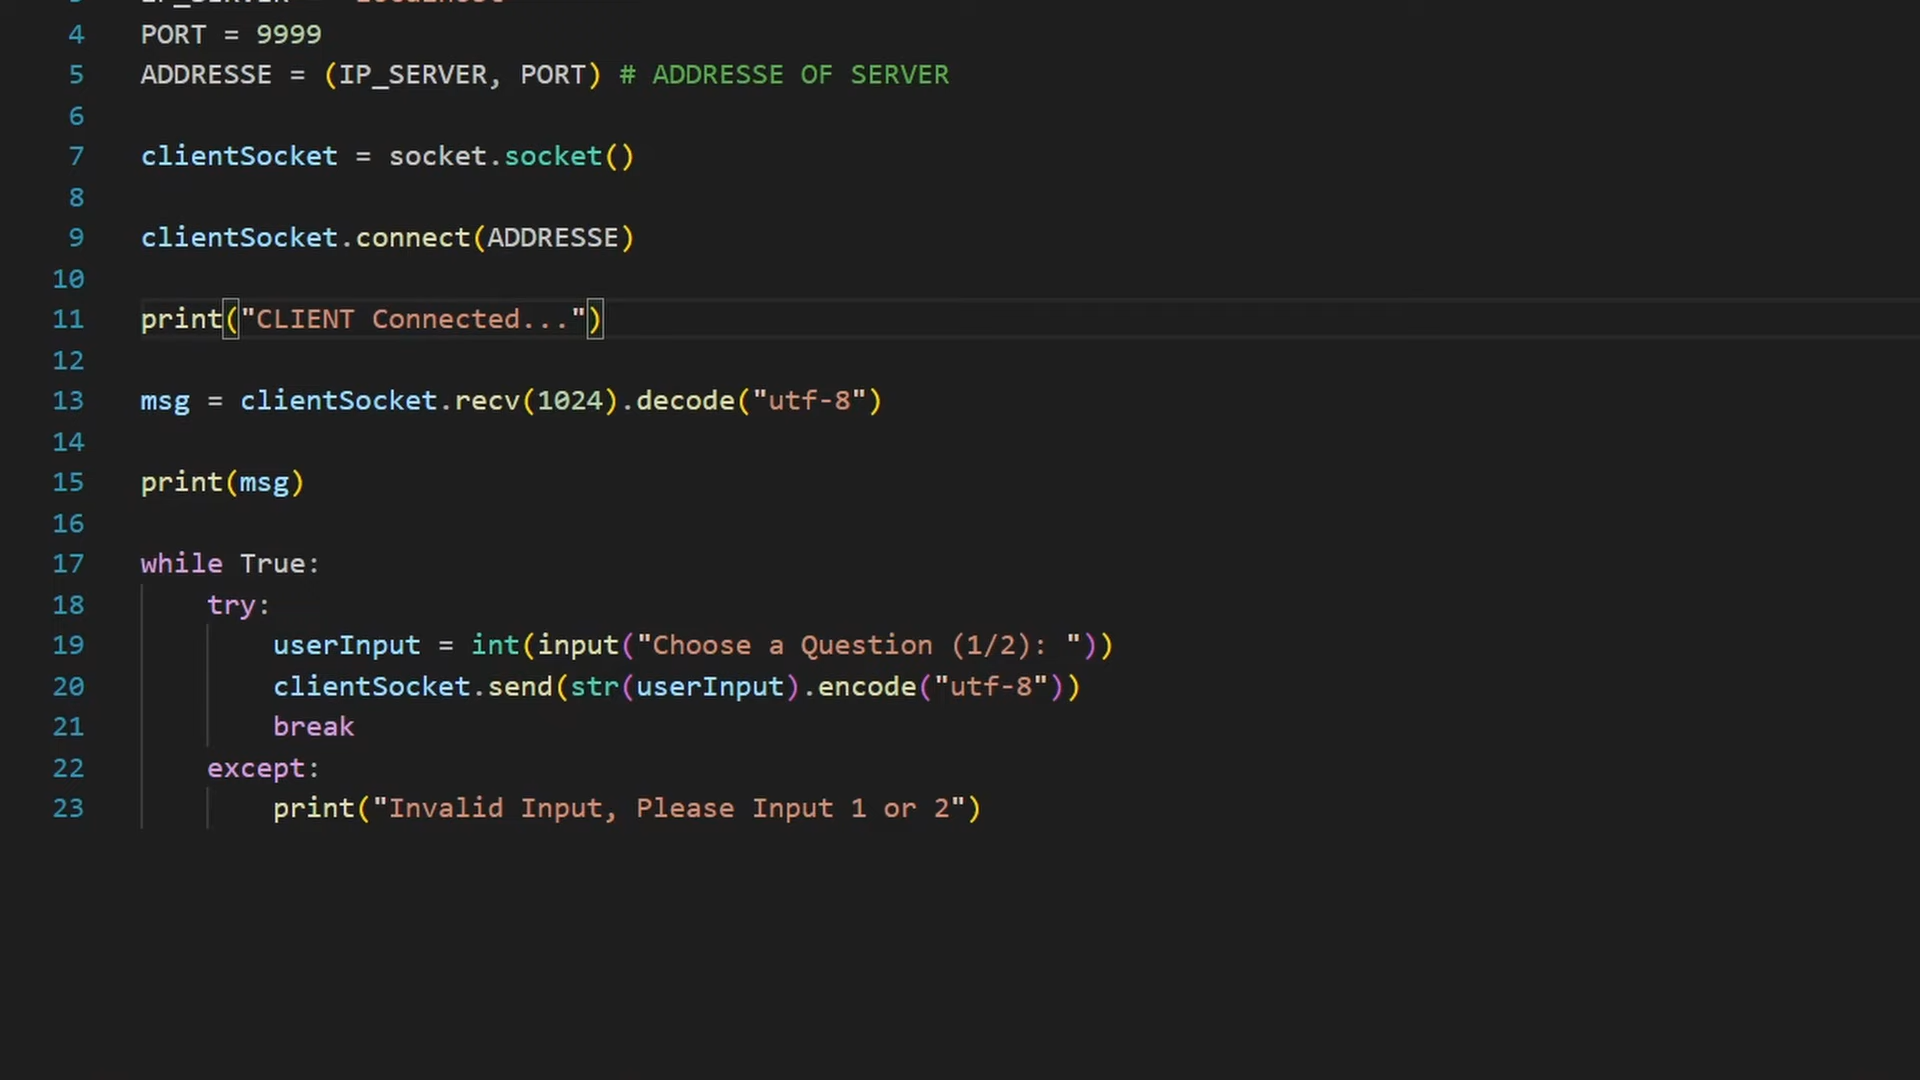 4 PORT = 9999
5 ADDRESSE = (IP_SERVER, PORT) # ADDRESSE OF SERVER
6
7 clientSocket = socket.socket()
8
9 clientSocket.connect(ADDRESSE)
10
11 print("CLIENT Connected...")
12
13 msg = clientSocket.recv(1024).decode("utf-8")
14
15 print(msg)
16
17 while True:
18     try:
19         userInput = int(input("Choose a Question (1/2): "))
20         clientSocket.send(str(userInput).encode("utf-8"))
21         break
22     except:
23         print("Invalid Input, Please Input 1 or 2")